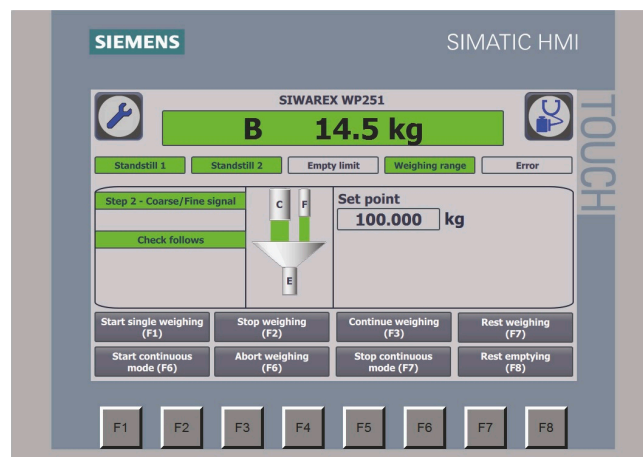 SIEMENS
SIMATIC HMI
TOUCH
SIWAREX WP251
B 14.5 kg
Standstill 1
Standstill 2
Empty limit
Weighing range
Error
Step 2 - Coarse/Fine signal
Check follows
C
F
E
Set point
100.000 kg
Start single weighing
(F1)
Stop weighing
(F2)
Continue weighing
(F3)
Rest weighing
(F7)
Start continuous
mode (F6)
Abort weighing
(F6)
Stop continuous
mode (F7)
Rest emptying
(F8)
F1
F2
F3
F4
F5
F6
F7
F8